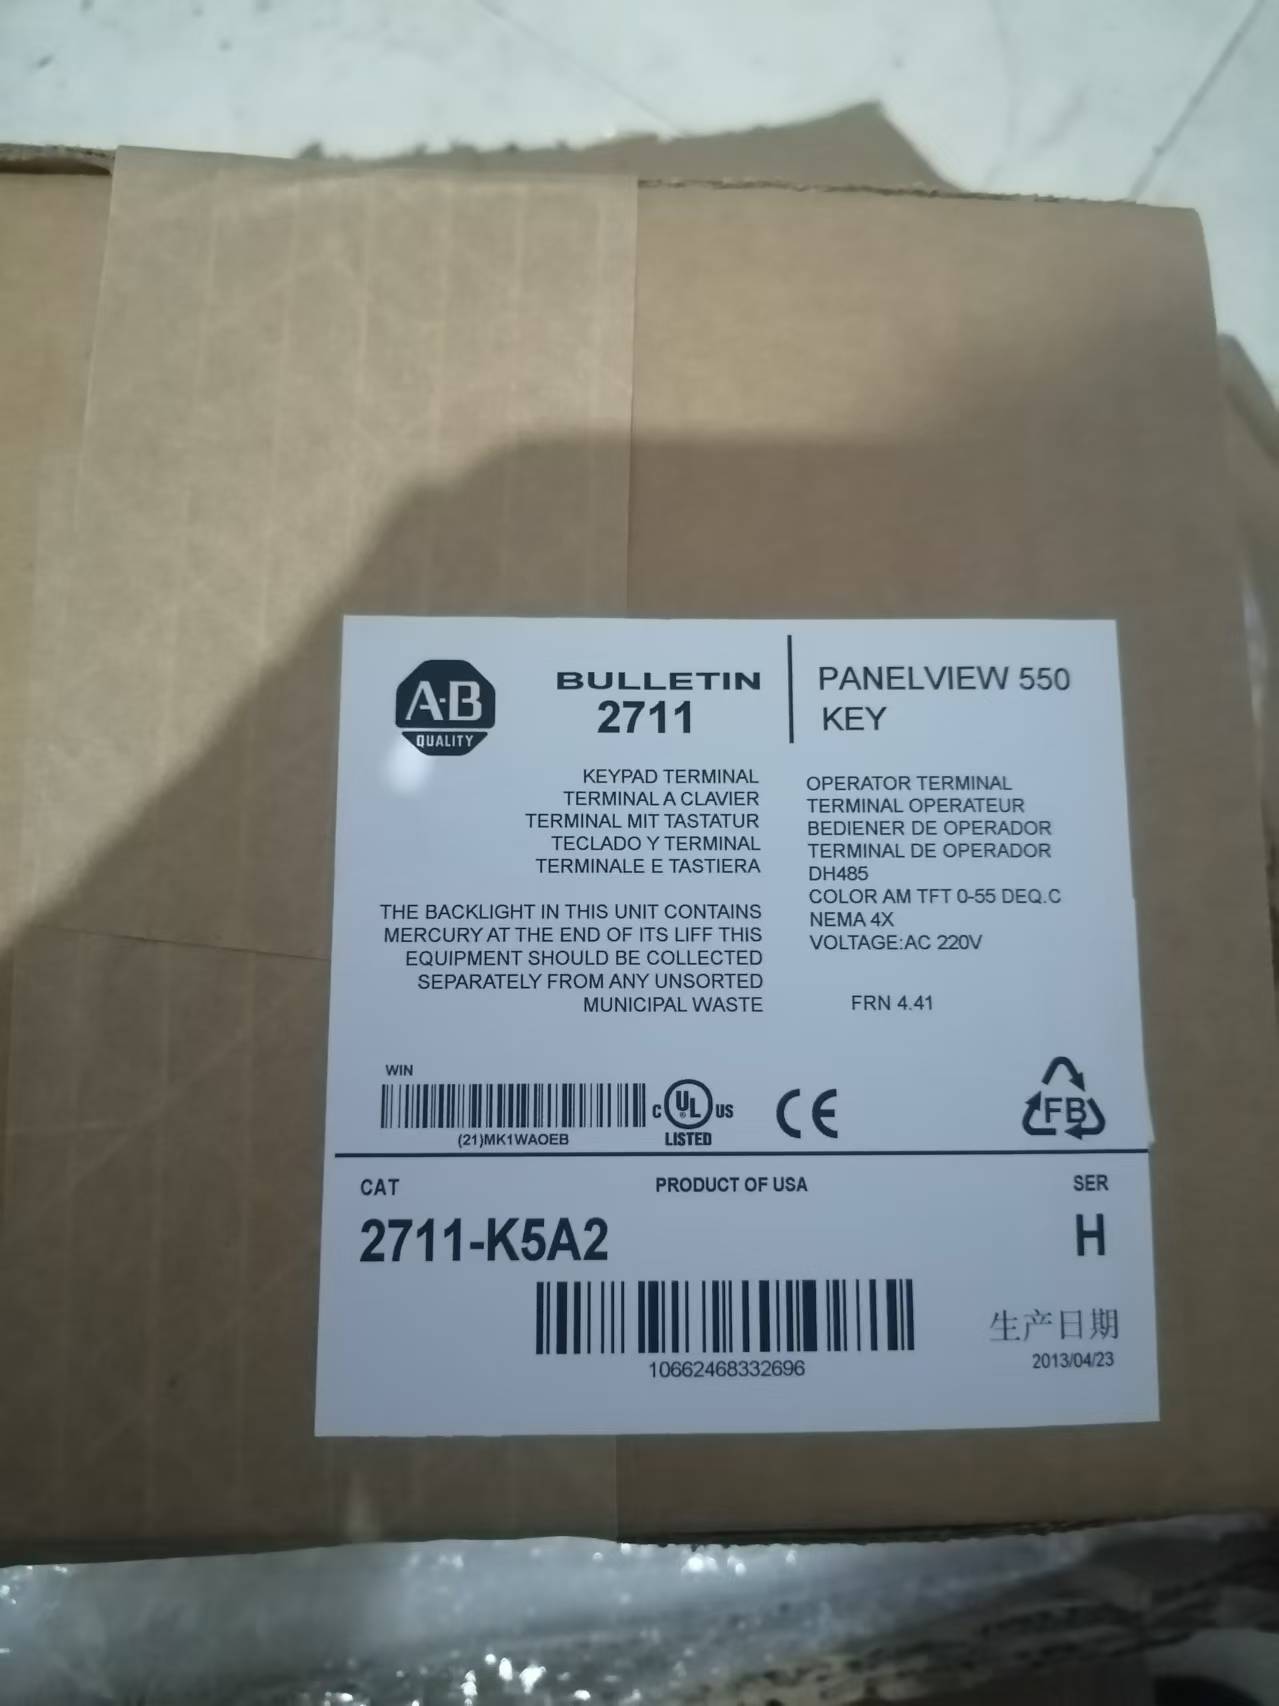 A-B
QUALITY
BULLETIN
2711
PANELVIEW 550
KEY
KEYPAD TERMINAL
TERMINAL A CLAVIER
TERMINAL MIT TASTATUR
TECLADO Y TERMINAL
TERMINALE E TASTIERA
OPERATOR TERMINAL
TERMINAL OPERATEUR
BEDIENER DE OPERADOR
TERMINAL DE OPERADOR
DH485
COLOR AM TFT 0-55 DEQ.C
NEMA 4X
VOLTAGE:AC 220V
THE BACKLIGHT IN THIS UNIT CONTAINS
MERCURY AT THE END OF ITS LIFF THIS
EQUIPMENT SHOULD BE COLLECTED
SEPARATELY FROM ANY UNSORTED
MUNICIPAL WASTE
FRN 4.41
WIN
(21)MK1WAOEB
C UL ® US
LISTED
CE
FB
CAT
PRODUCT OF USA
SER
2711-K5A2
H
10662468332696
生产日期
2013/04/23